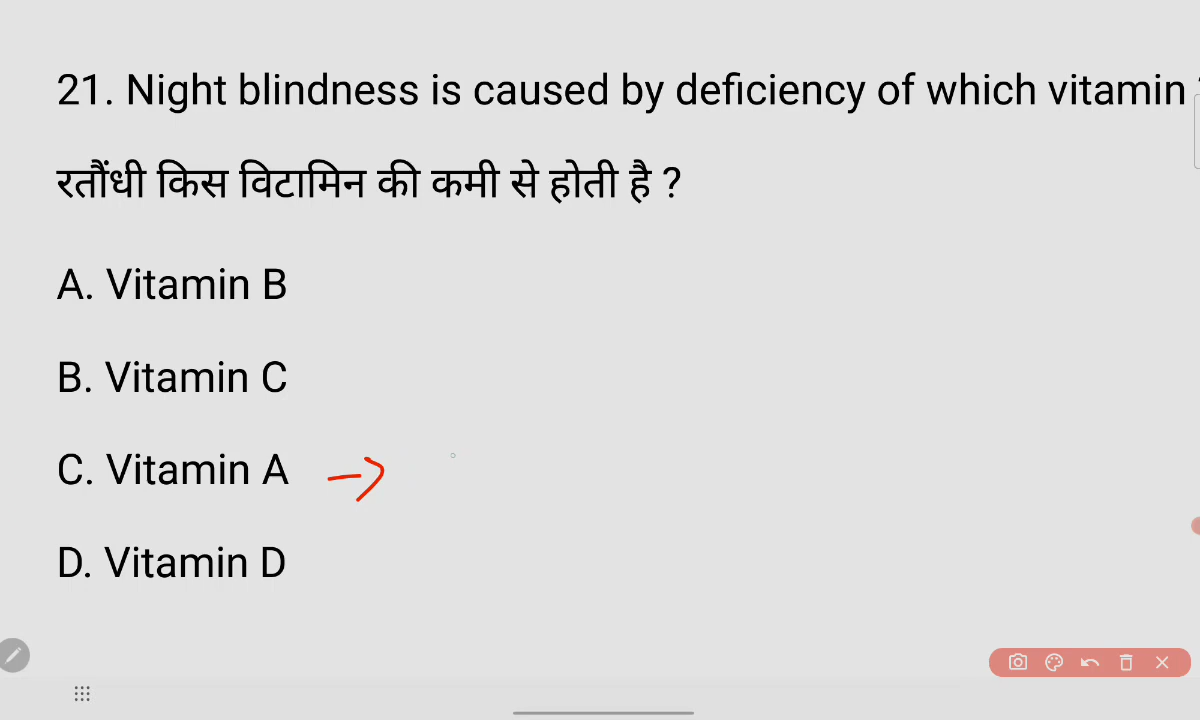 21. Night blindness is caused by deficiency of which vitamin
रतौंधी किस विटामिन की कमी से होती है ?
A. Vitamin B
B. Vitamin C
C. Vitamin A
D. Vitamin D